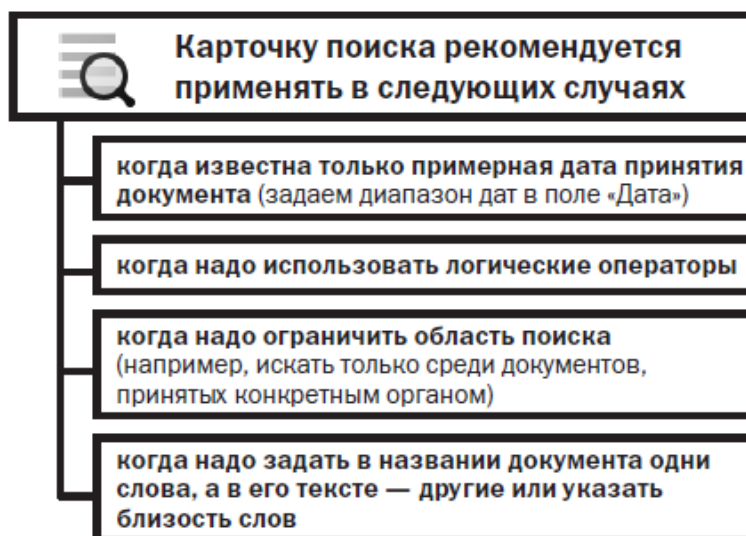 Карточку поиска рекомендуется
применять в следующих случаях
когда известна только примерная дата принятия
документа (задаем диапазон дат в поле «Дата»)
когда надо использовать логические операторы
когда надо ограничить область поиска
(например, искать только среди документов,
принятых конкретным органом)
когда надо задать в названии документа одни
слова, а в его тексте — другие или указать
близость слов